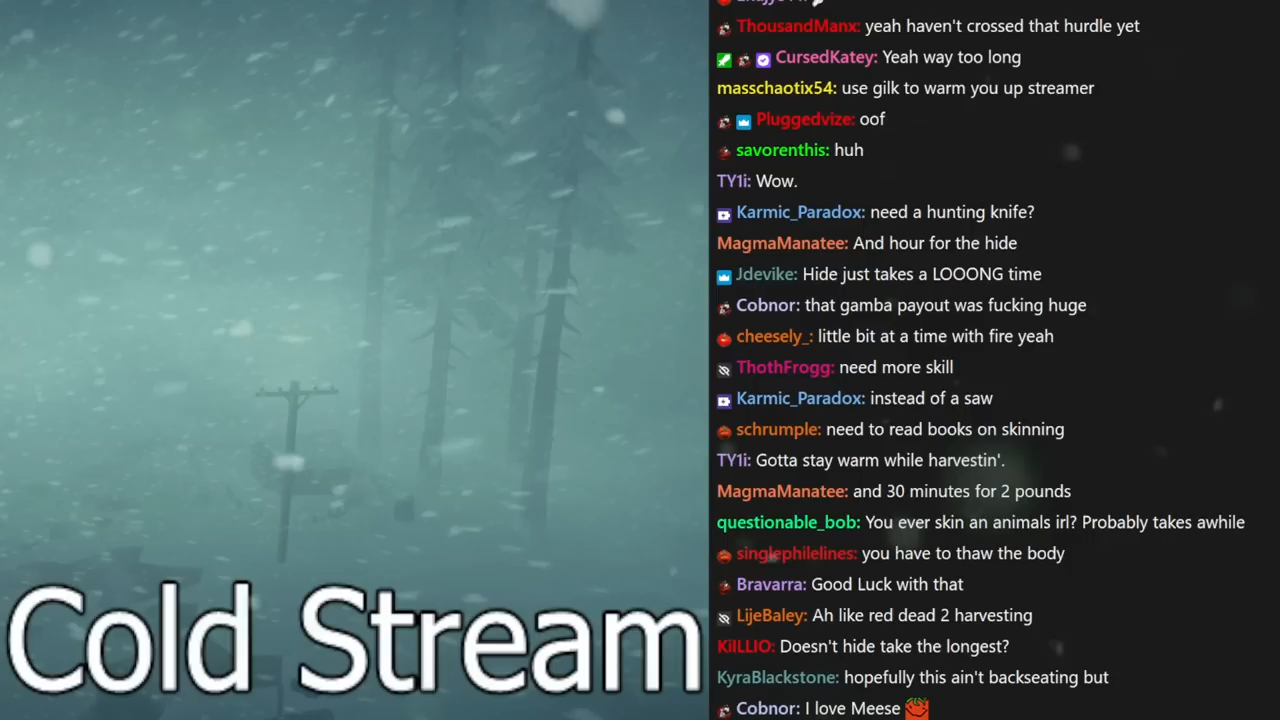 ThousandManx: yeah haven't crossed that hurdle yet
CursedKatey: Yeah way too long
masschaotix54: use gilk to warm you up streamer
Pluggedvize: oof
savorenthis: huh
TY1i: Wow.
Karmic_Paradox: need a hunting knife?
MagmaManatee: And hour for the hide
Jdevike: Hide just takes a LOOONG time
Cobnor: that gamba payout was fucking huge
cheesely_: little bit at a time with fire yeah
ThothFrogg: need more skill
Karmic_Paradox: instead of a saw
schrumple: need to read books on skinning
TY1i: Gotta stay warm while harvestin'.
MagmaManatee: and 30 minutes for 2 pounds
questionable_bob: You ever skin an animals irl? Probably takes awhile
singlephilelines: you have to thaw the body
Bravarra: Good Luck with that
LijeBaley: Ah like red dead 2 harvesting
KilLLIO: Doesn't hide take the longest?
KyraBlackstone: hopefully this ain't backseating but
Cobnor: I love Meese
Cold Stream